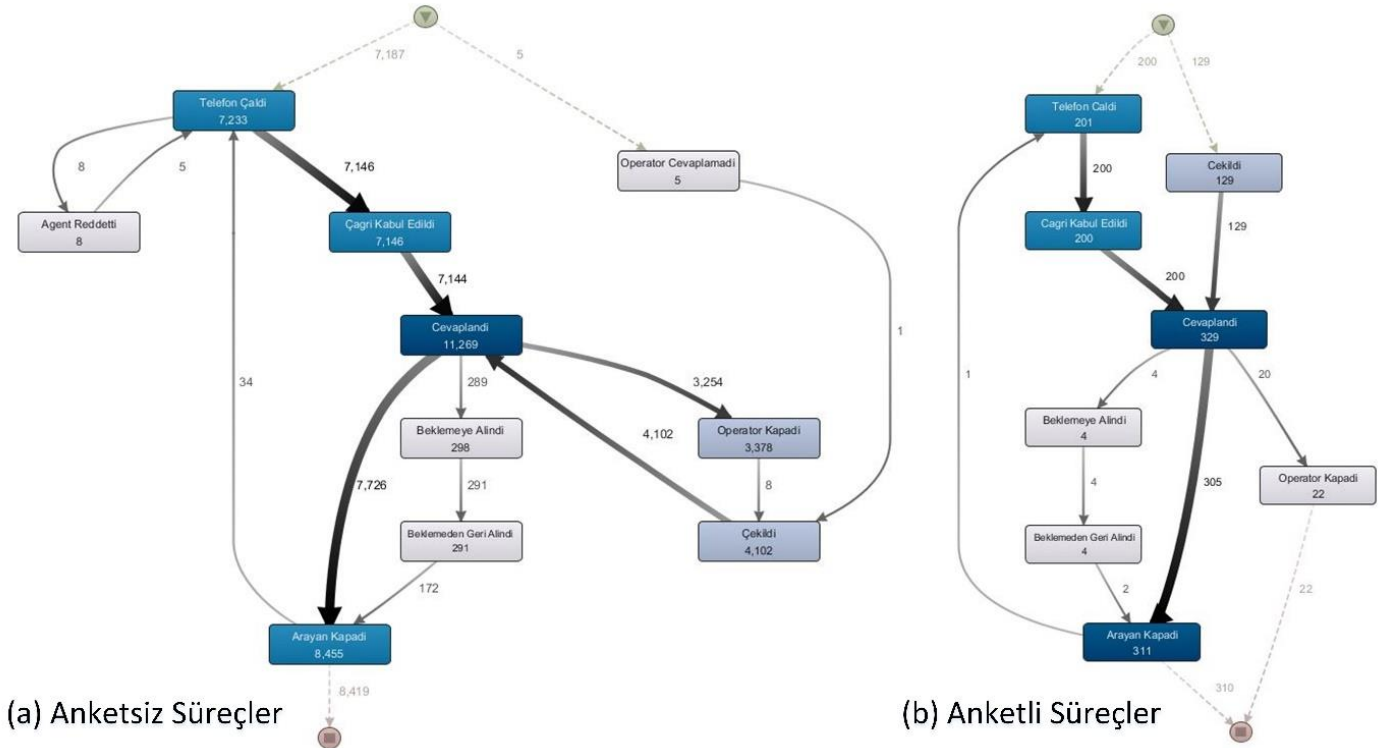 7,187
5
Telefon Çaldi
7,233
8
5
7,146
Operator Cevaplamadi
5
Agent Reddetti
8
Çagri Kabul Edildi
7,146
7,144
Cevaplandi
11,269
34
289
3,254
1
Beklemeye Alindi
298
4,102
Operator Kapadi
3,378
7,726
291
8
Beklemeden Geri Alindi
291
Çekildi
4,102
172
Arayan Kapadi
8,455
8,419
(a) Anketsiz Süreçler
200
129
Telefon Caldi
201
200
Cekildi
129
Cagri Kabul Edildi
200
129
200
Cevaplandi
329
1
4
20
Beklemeye Alindi
4
4
305
Operator Kapadi
22
Beklemeden Geri Alindi
4
2
22
Arayan Kapadi
311
310
(b) Anketli Süreçler